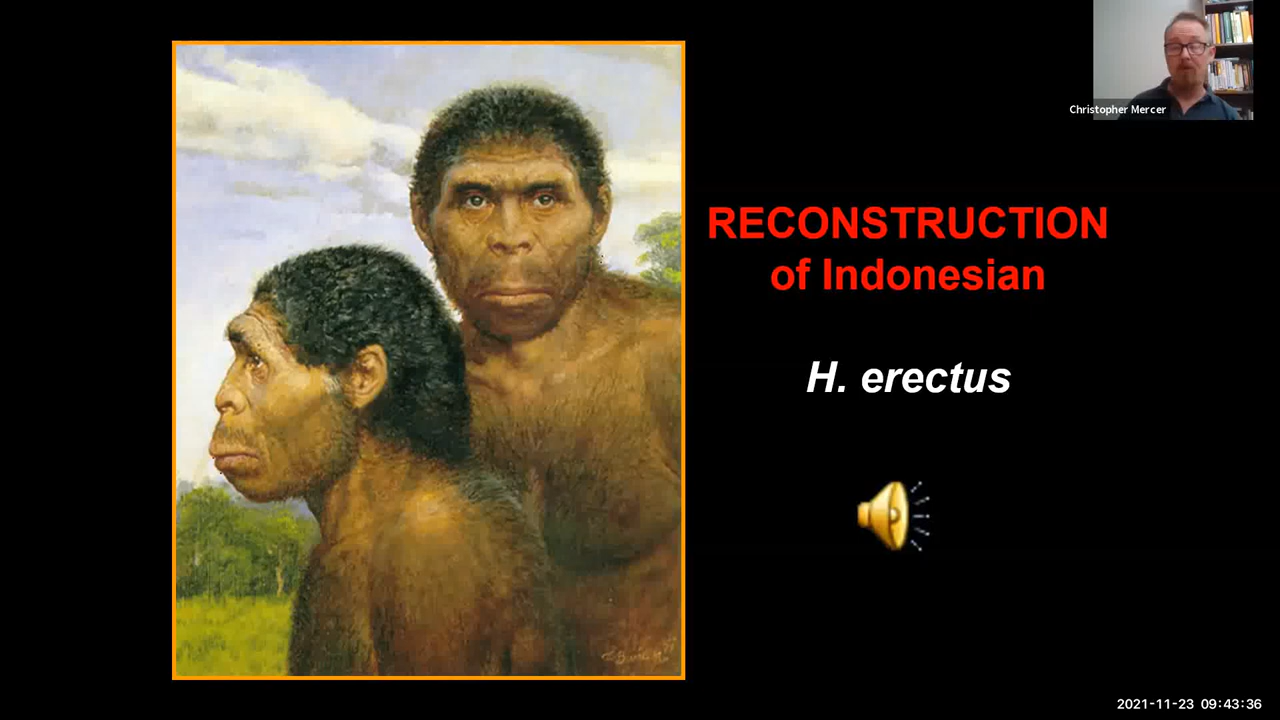 Christopher Mercer
RECONSTRUCTION
of Indonesian
H. erectus
2021-11-23 09:43:36